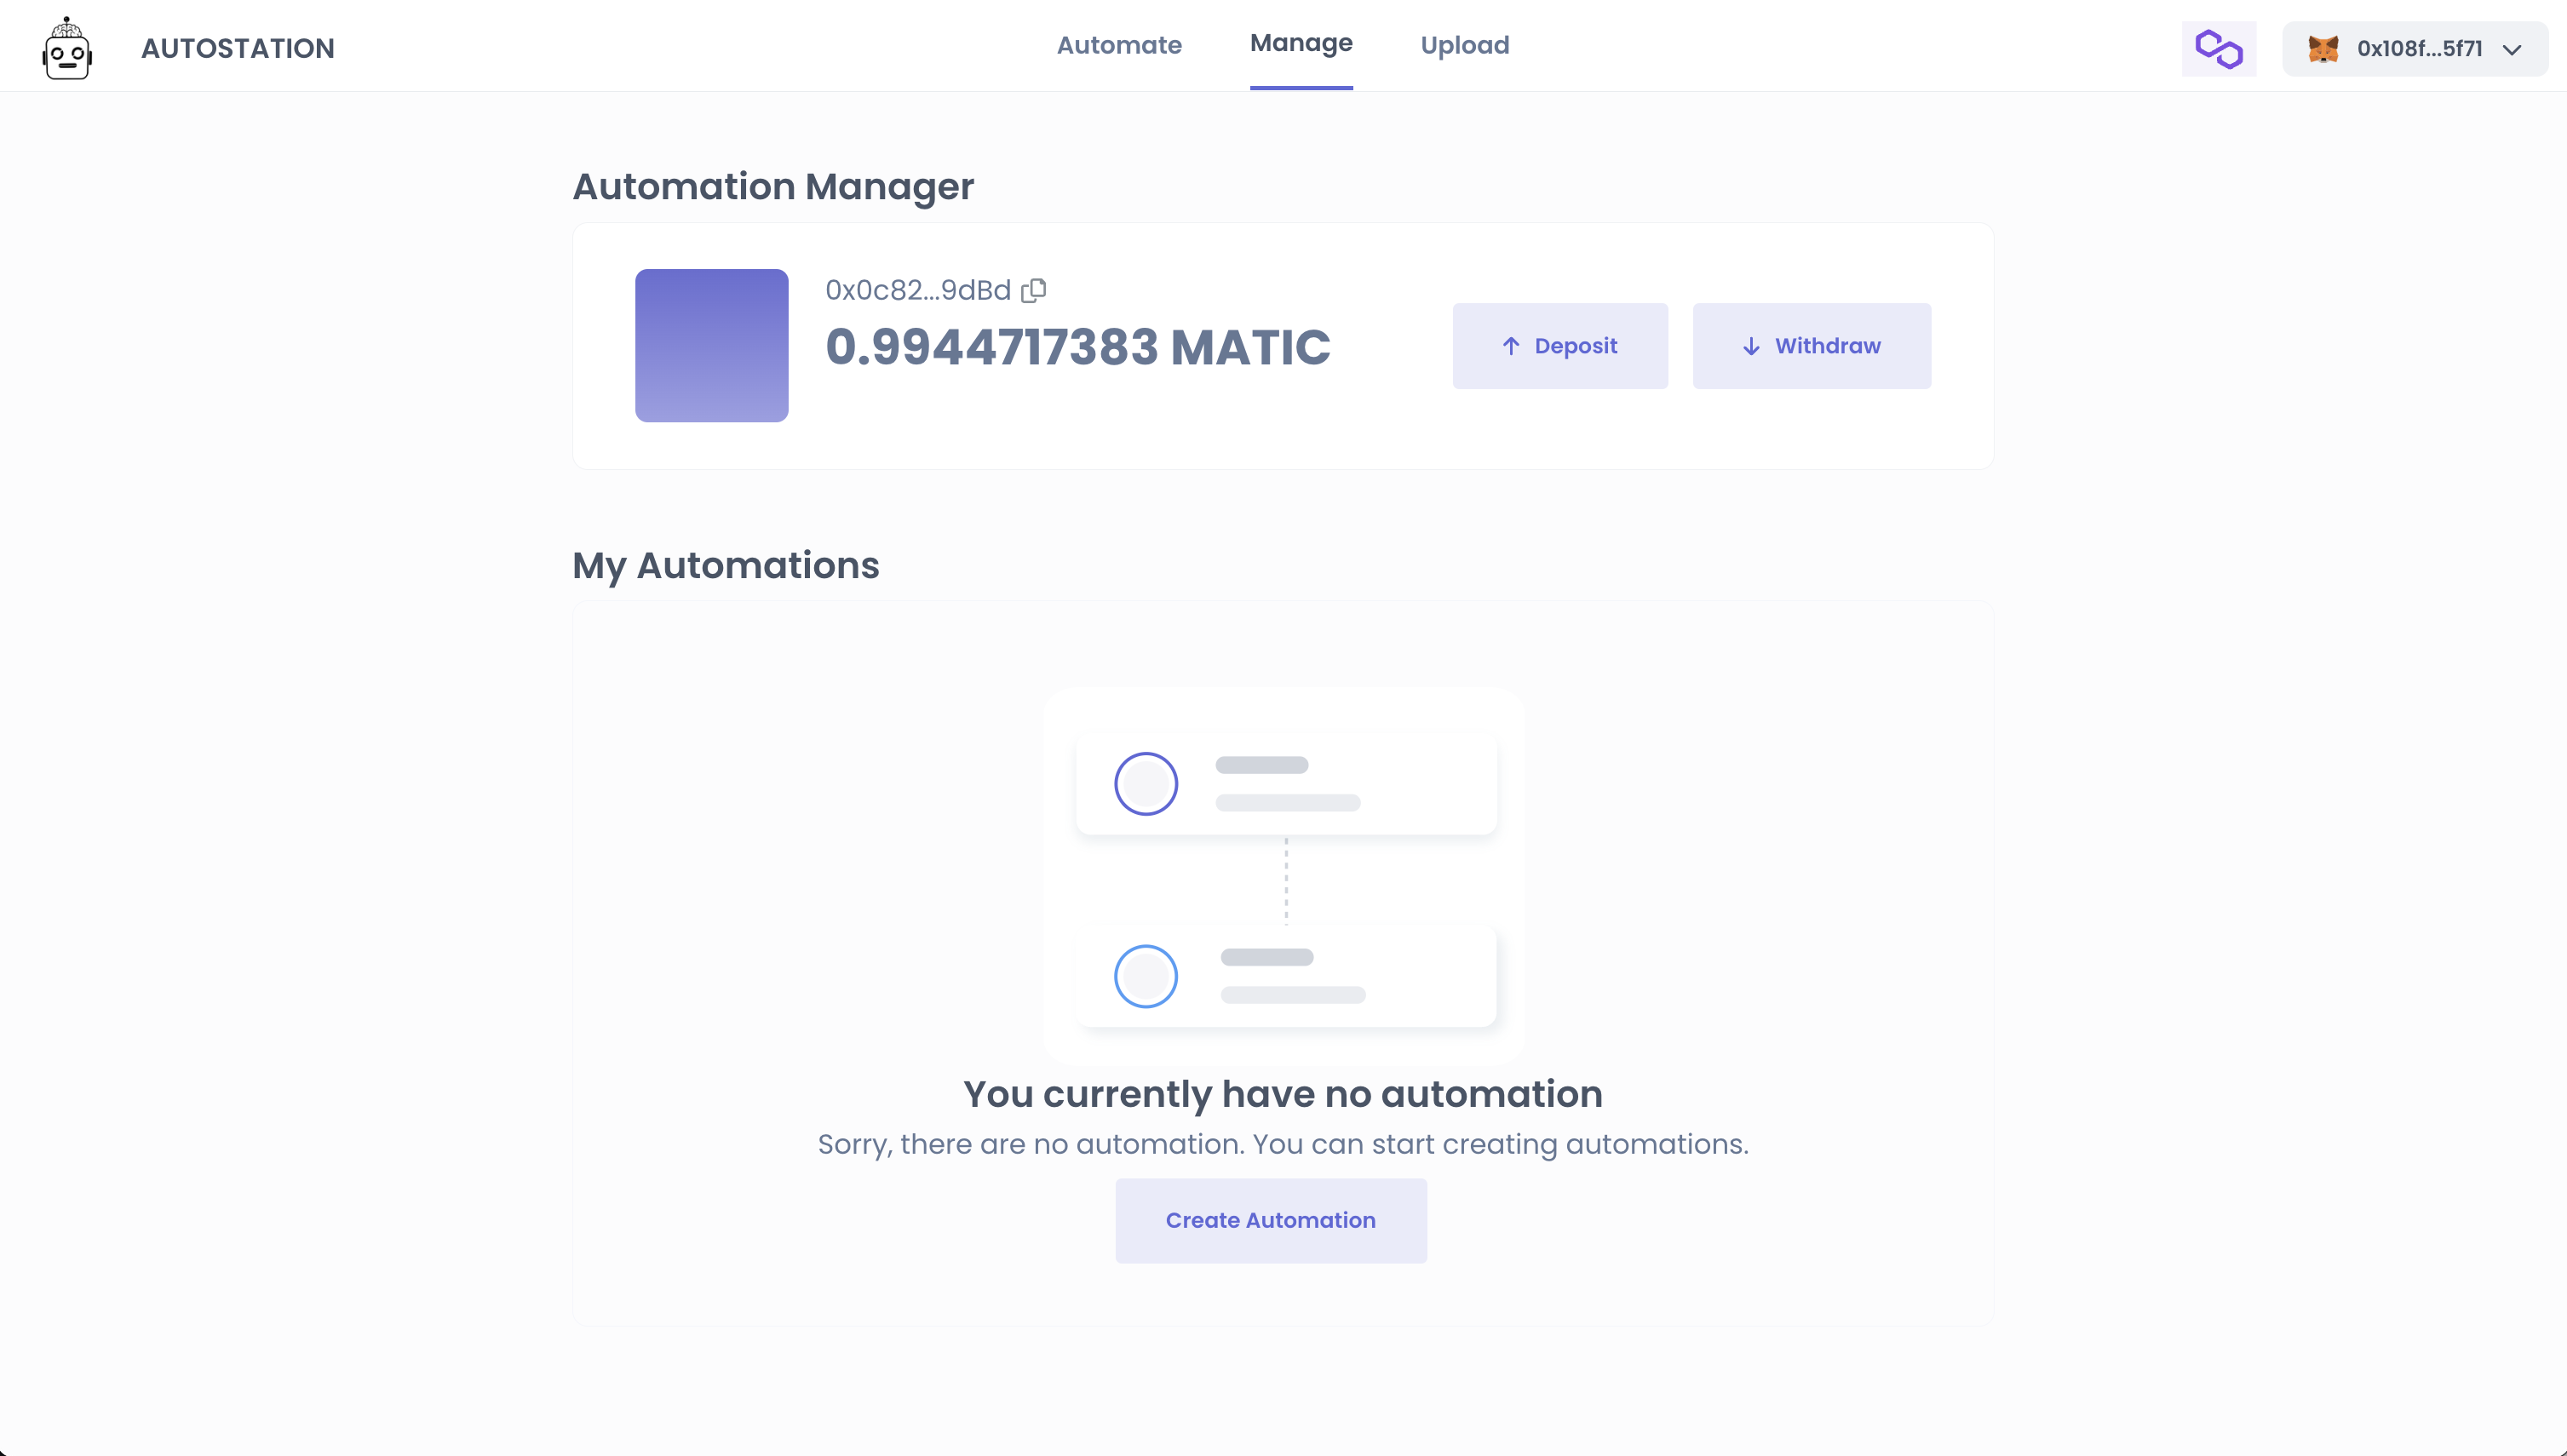 AUTOSTATION
Automate
Manage
Upload
0x108f...5f71
Automation Manager
0x0c82...9dBd
0.9944717383 MATIC
Deposit
Withdraw
My Automations
You currently have no automation
Sorry, there are no automation. You can start creating automations.
Create Automation